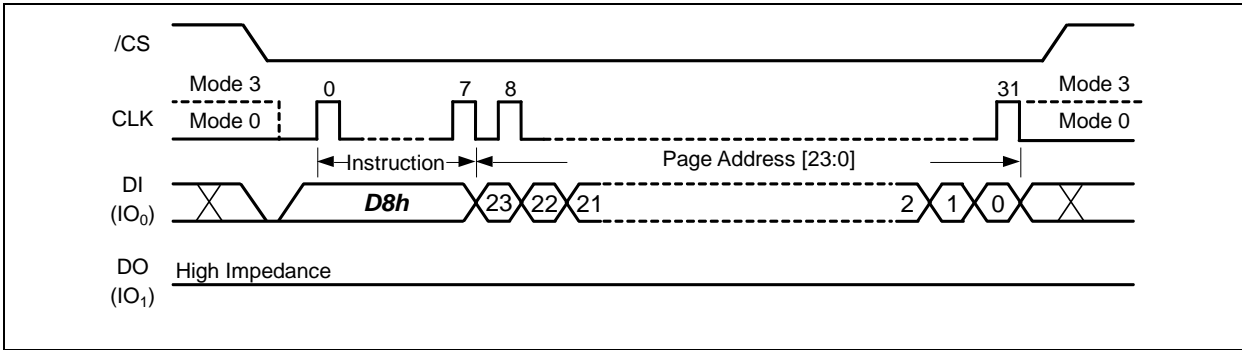 /CS
Mode 3 0 7 8 31 Mode 3
CLK Mode 0 Mode 0
Instruction Page Address [23:0]
DI D8h 23 22 21 2 1 0
(IO0)
DO High Impedance
(IO1)